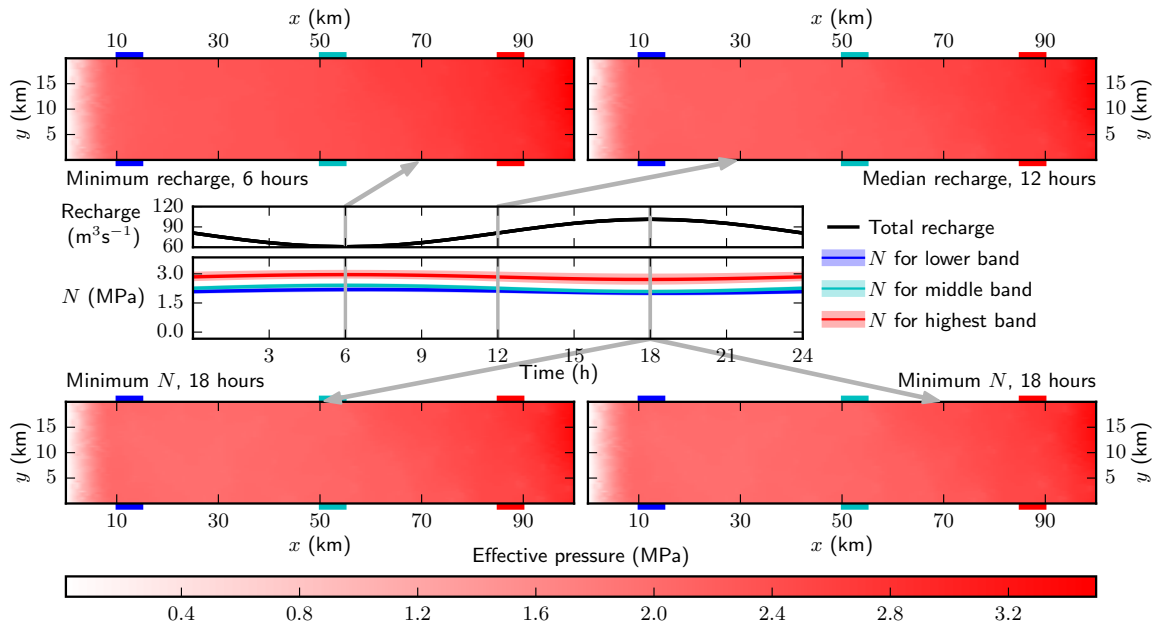 x (km) x (km)
10 30 50 70 90 10 30 50 70 90
y (km) 15 10 5 15 10 5 y (km)
Minimum recharge, 6 hours Median recharge, 12 hours
Recharge (m³s⁻¹) 120 90 60
Total recharge
N for lower band
N for middle band
N for highest band
N (MPa) 3.0 1.5 0.0
3 6 9 12 15 18 21 24
Time (h)
Minimum N, 18 hours Minimum N, 18 hours
y (km) 15 10 5 15 10 5 y (km)
10 30 50 70 90 10 30 50 70 90
x (km) x (km)
Effective pressure (MPa)
0.4 0.8 1.2 1.6 2.0 2.4 2.8 3.2